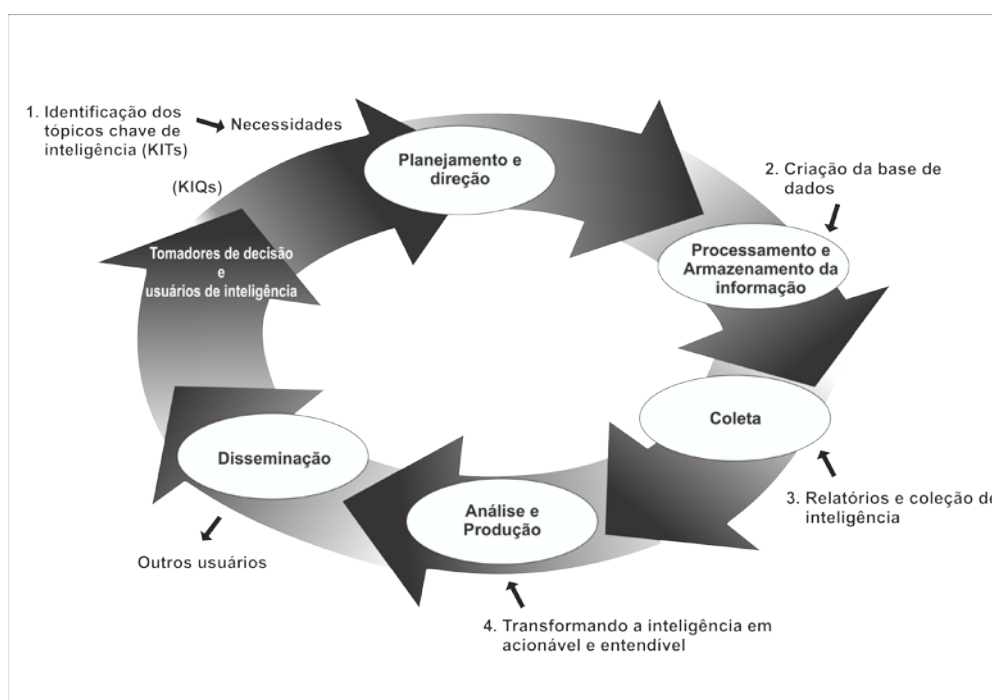 1. Identificação dos
tópicos chave de
inteligência (KITs)
Necessidades
(KIQs)
Planejamento e
direção
2. Criação da base de
dados
Processamento e
Armazenamento da
informação
Tomadores de decisão
e
usuários de inteligência
Coleta
3. Relatórios e coleção de
inteligência
Disseminação
Análise e
Produção
Outros usuários
4. Transformando a inteligência em
acionável e entendível